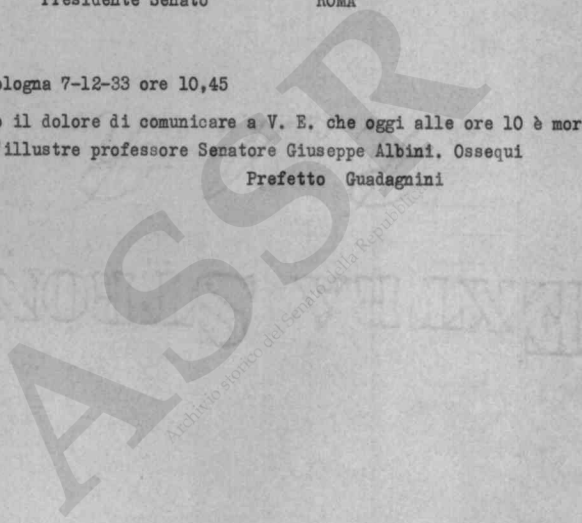 Presidente Senato ROMA
ologna 7-12-33 ore 10,45
o il dolore di comunicare a V. E. che oggi alle ore 10 è mor
'illustre professore Senatore Giuseppe Albini. Ossequi
Prefetto Guadagnini
ASSR
Archivio storico del Senato della Repubblica